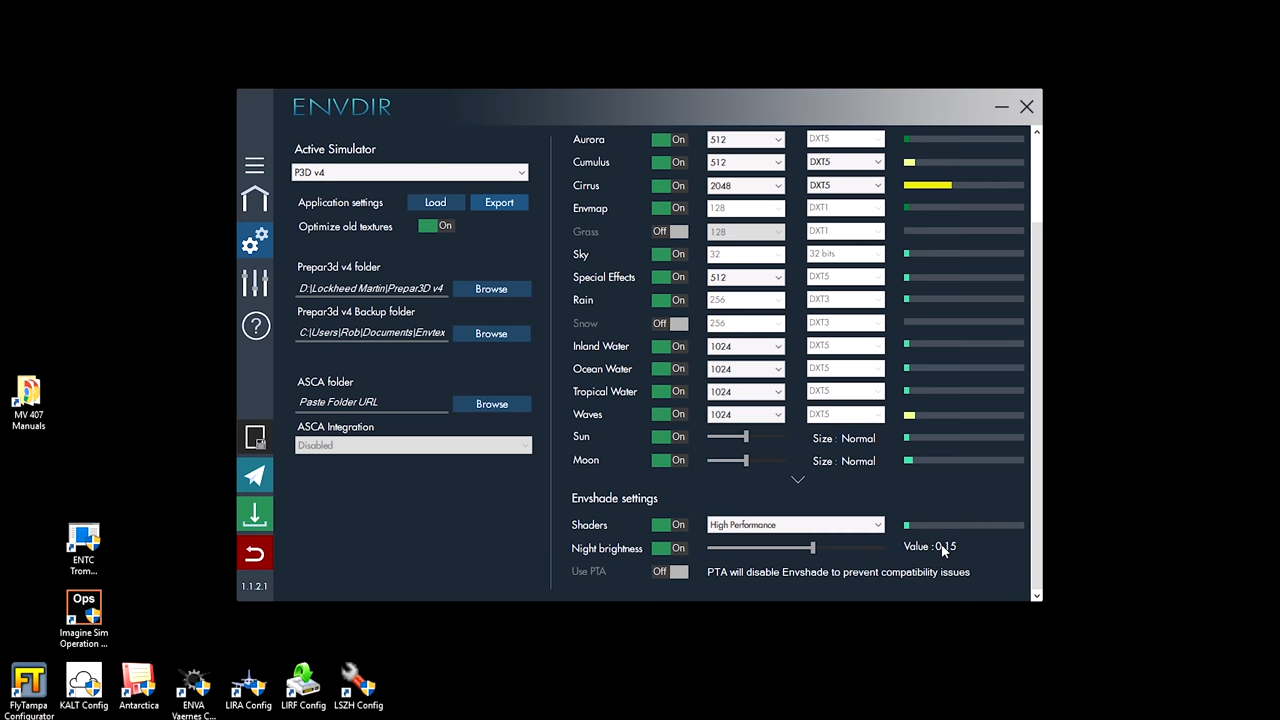 ENVDIR
Active Simulator
P3D v4
Application settings Load Export
Optimize old textures On
Prepar3d v4 folder
D:\Lockheed Martin\Prepar3D v4 Browse
Prepar3d v4 Backup folder
C:\Users\Rob\Documents\Envtex Browse
ASCA folder
Paste Folder URL Browse
ASCA Integration
Disabled
1.1.2.1
Aurora On 512 DXT5
Cumulus On 512 DXT5
Cirrus On 2048 DXT5
Envmap On 128 DXT1
Grass Off 128 DXT1
Sky On 32 32 bits
Special Effects On 512 DXT5
Rain On 256 DXT3
Snow Off 256 DXT3
Inland Water On 1024 DXT5
Ocean Water On 1024 DXT5
Tropical Water On 1024 DXT5
Waves On 1024 DXT5
Sun On Size : Normal
Moon On Size : Normal
Envshade settings
Shaders On High Performance
Night brightness On Value : 0.15
Use PTA Off PTA will disable Envshade to prevent compatibility issues
MV 407
Manuals
ENTC
Trom...
Ops
Imagine Sim
Operation ...
FT
FlyTampa
Configurator
KALT Config
Antarctica
ENVA
Vaernes C...
LIRA Config
LIRF Config
LSZH Config